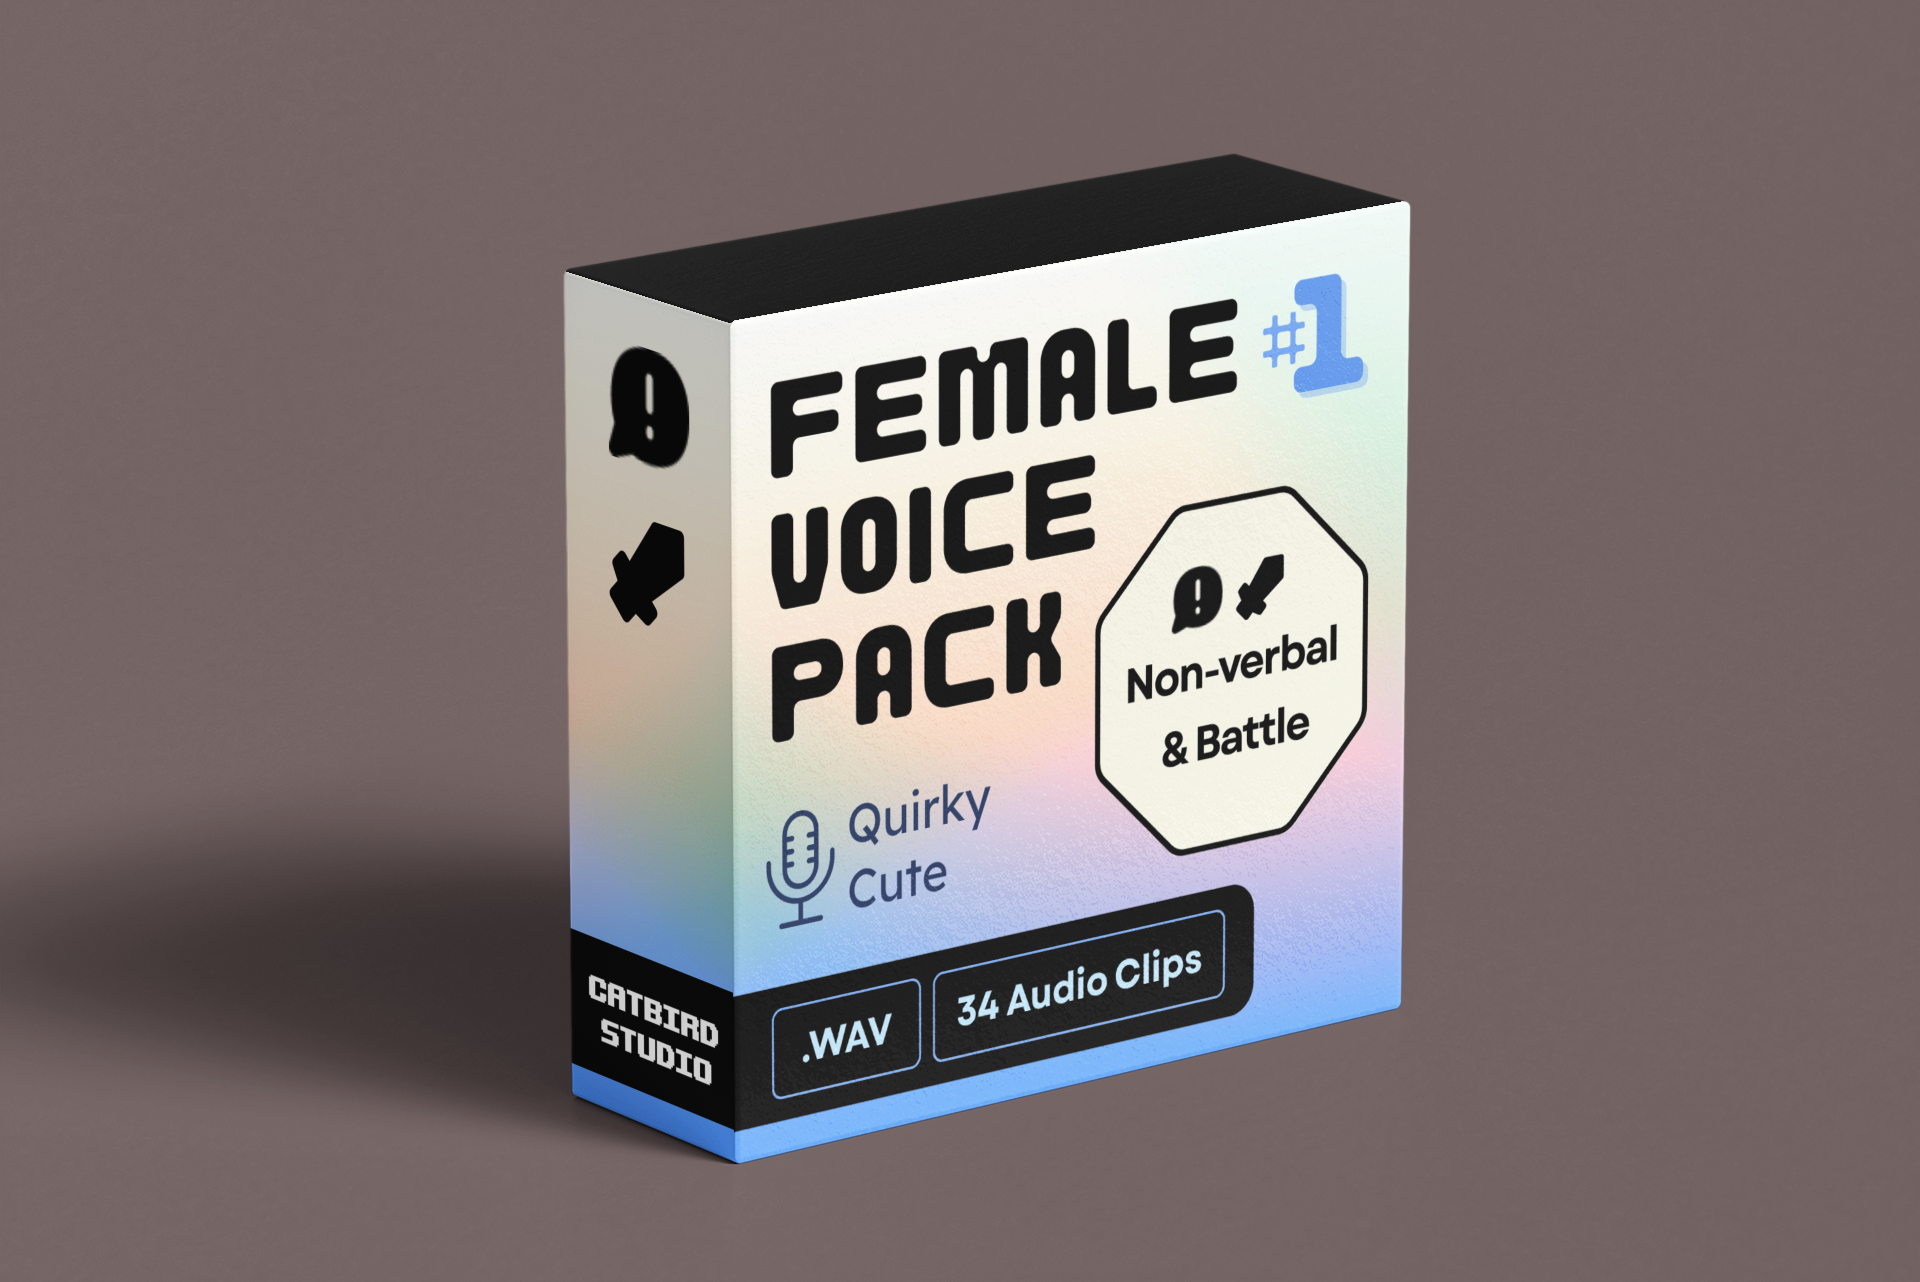 FEMALE #1
VOICE
PACK
Non-verbal
& Battle
Quirky
Cute
.WAV
34 Audio Clips
CATBIRD
STUDIO